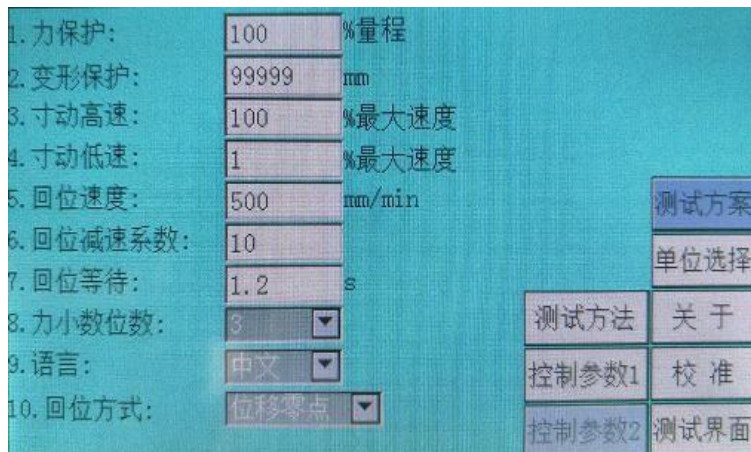 1.力保护: 100 %量程
2.变形保护: 99999 mm
3.寸动高速: 100 %最大速度
4.寸动低速: 1 %最大速度
5.回位速度: 500 mm/min
6.回位减速系数: 10
7.回位等待: 1.2 s
8.力小数位数: 3
9.语言: 中文
10.回位方式: 位移零点
测试方案
单位选择
测试方法 关于
控制参数1 校准
控制参数2 测试界面